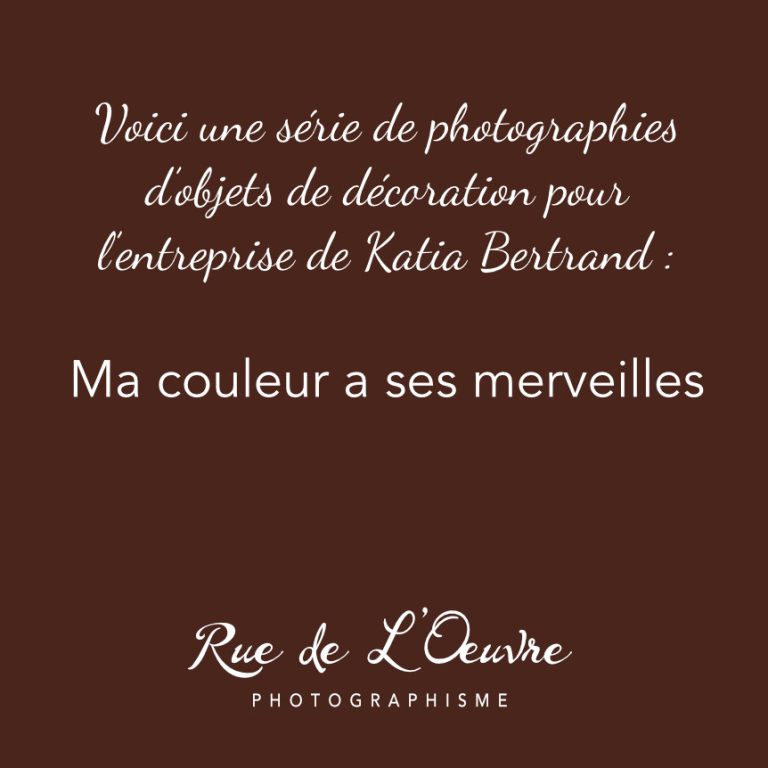 Voici une série de photographies
d'objets de décoration pour
l'entreprise de Katia Bertrand :
Ma couleur a ses merveilles
Rue de L'Oeuvre
PHOTOGRAPHISME